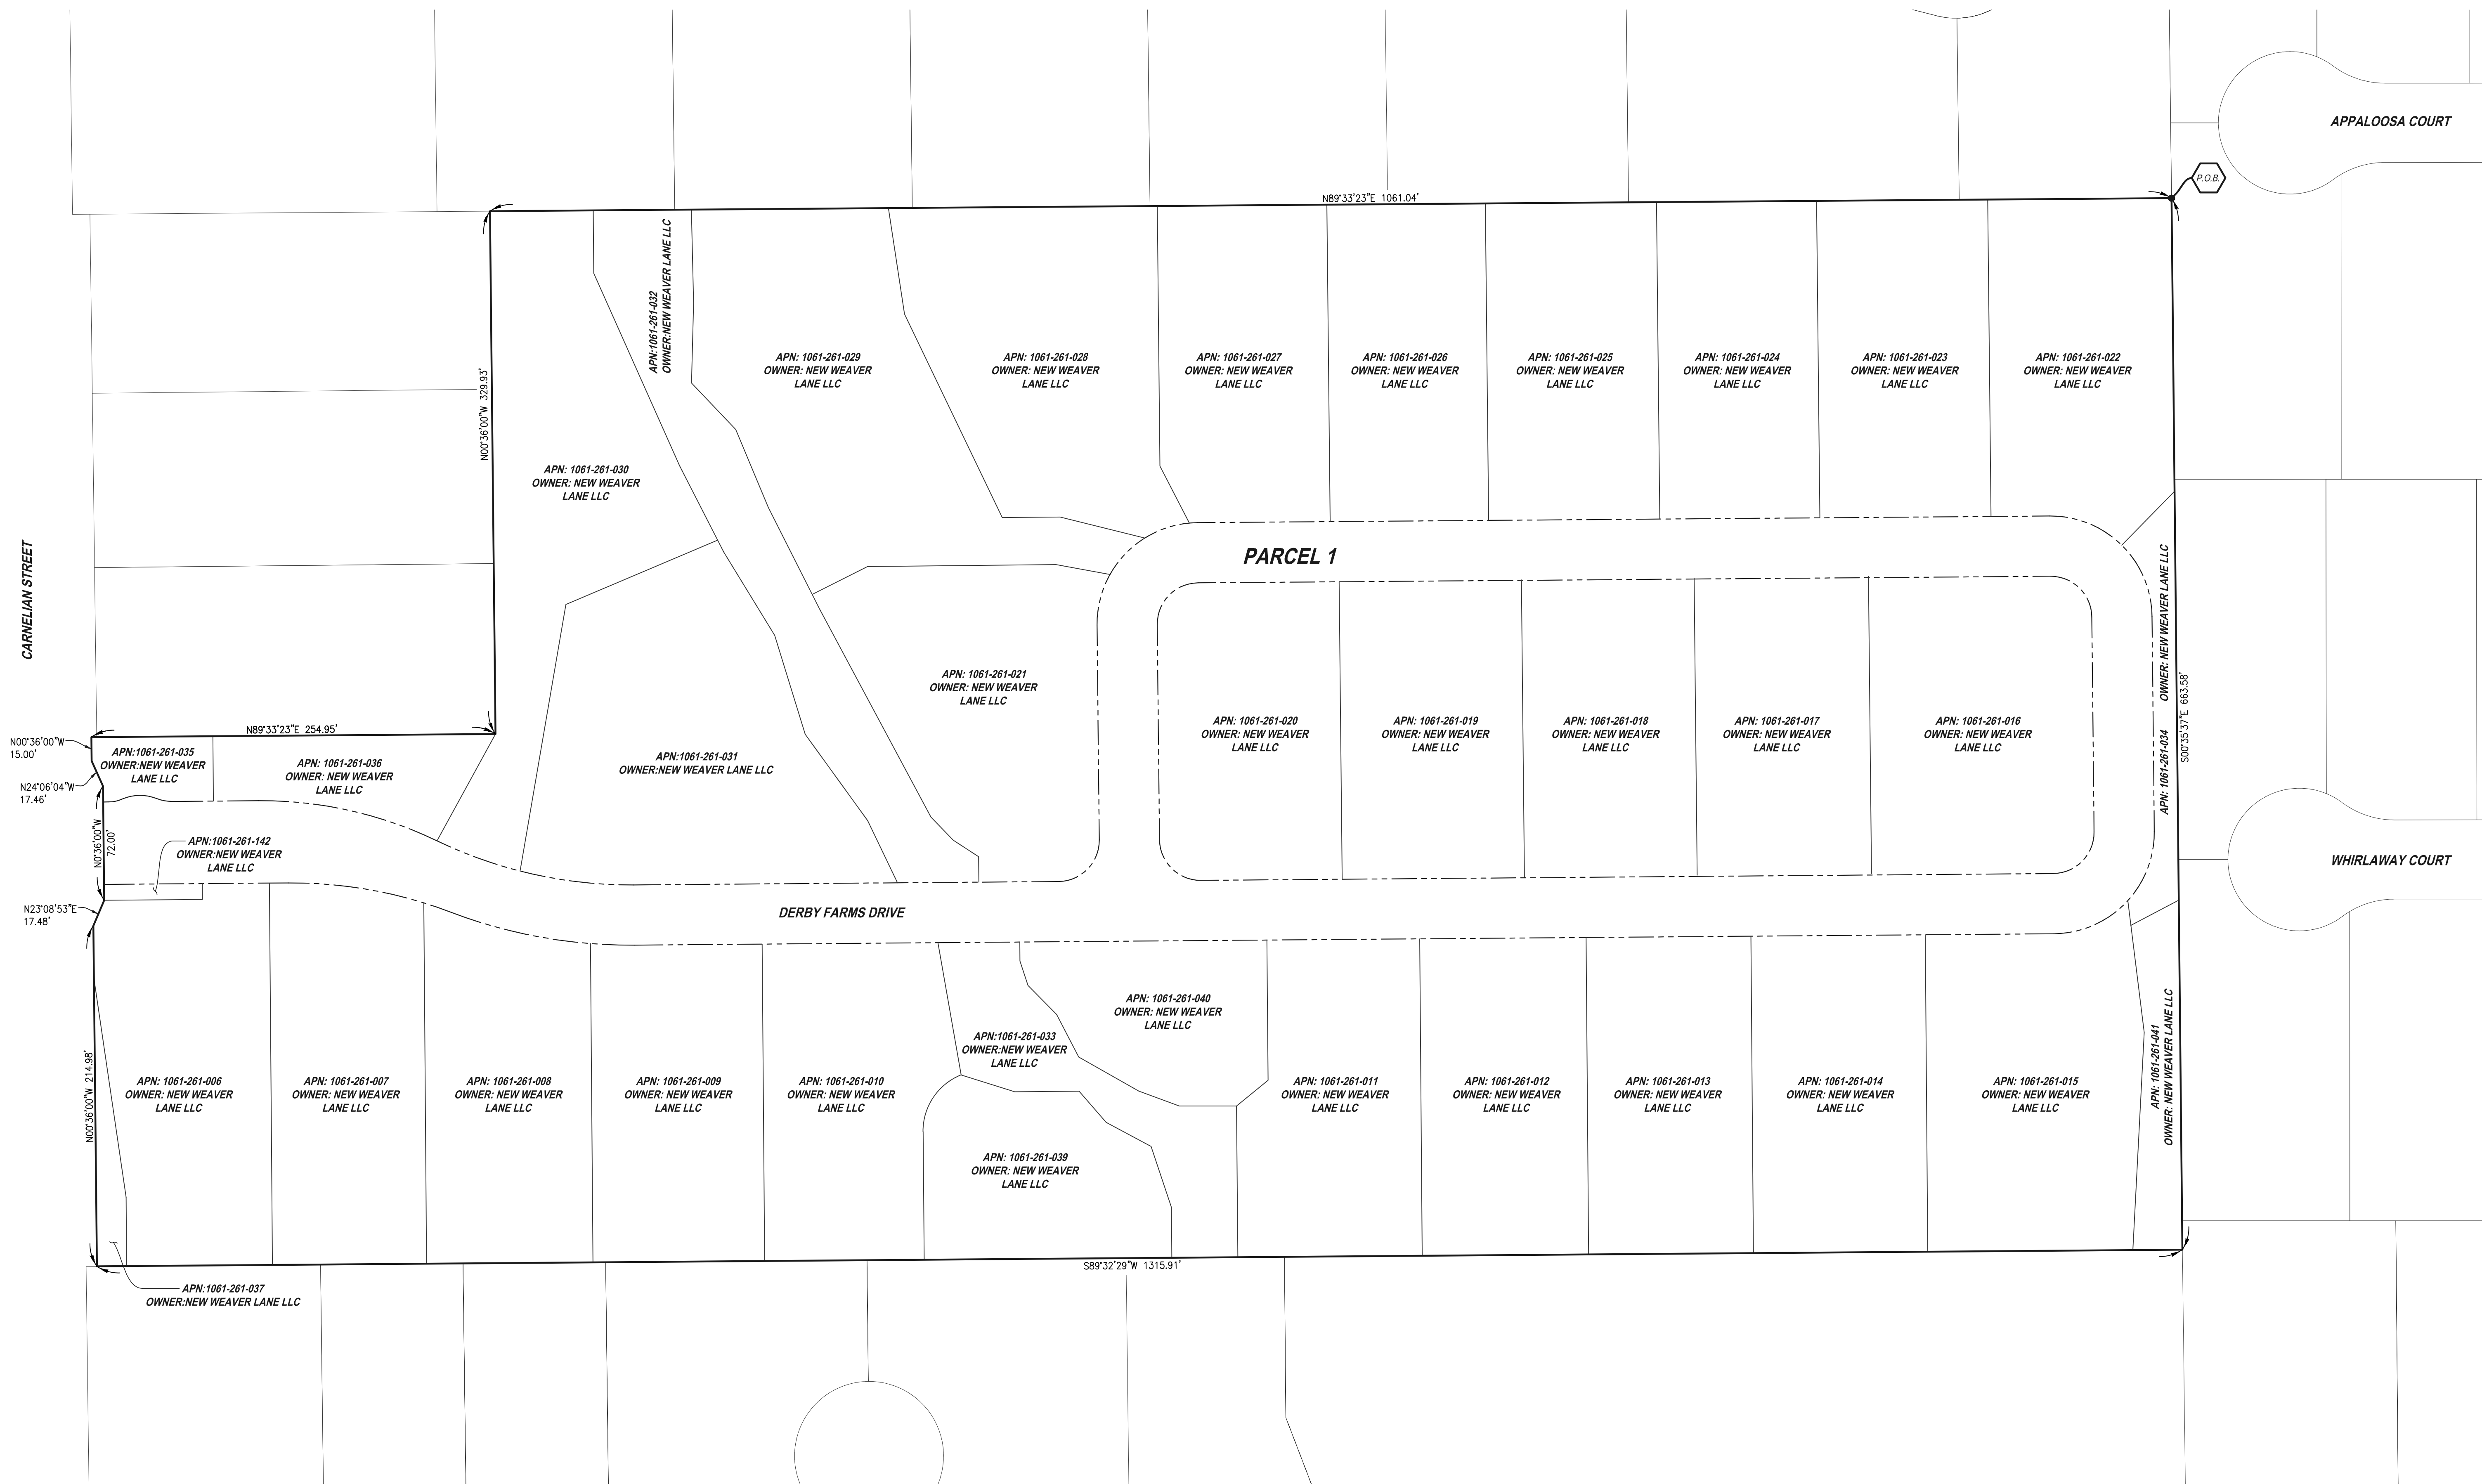 APPALOOSA COURT
P.O.B.
N89°33'23"E 1061.04'
APN:1061-261-032
OWNER:NEW WEAVER LANE LLC
N00°36'00"W 329.93'
APN: 1061-261-029
OWNER: NEW WEAVER
LANE LLC
APN: 1061-261-028
OWNER: NEW WEAVER
LANE LLC
APN: 1061-261-027
OWNER: NEW WEAVER
LANE LLC
APN: 1061-261-026
OWNER: NEW WEAVER
LANE LLC
APN: 1061-261-025
OWNER: NEW WEAVER
LANE LLC
APN: 1061-261-024
OWNER: NEW WEAVER
LANE LLC
APN: 1061-261-023
OWNER: NEW WEAVER
LANE LLC
APN: 1061-261-022
OWNER: NEW WEAVER
LANE LLC
APN: 1061-261-030
OWNER: NEW WEAVER
LANE LLC
CARNELIAN STREET
PARCEL 1
APN: 1061-261-034 OWNER: NEW WEAVER LANE LLC
S00°35'37"E 663.58'
APN: 1061-261-021
OWNER: NEW WEAVER
LANE LLC
APN: 1061-261-020
OWNER: NEW WEAVER
LANE LLC
APN: 1061-261-019
OWNER: NEW WEAVER
LANE LLC
APN: 1061-261-018
OWNER: NEW WEAVER
LANE LLC
APN: 1061-261-017
OWNER: NEW WEAVER
LANE LLC
APN: 1061-261-016
OWNER: NEW WEAVER
LANE LLC
N89°33'23"E 254.95'
N00°36'00"W
15.00'
APN:1061-261-035
OWNER:NEW WEAVER
LANE LLC
APN: 1061-261-036
OWNER: NEW WEAVER
LANE LLC
APN:1061-261-031
OWNER:NEW WEAVER LANE LLC
N24°06'04"W
17.46'
N0°36'00"W
72.00'
APN:1061-261-142
OWNER:NEW WEAVER
LANE LLC
WHIRLAWAY COURT
N23°08'53"E
17.48'
DERBY FARMS DRIVE
N00°36'00"W 214.98'
APN: 1061-261-006
OWNER: NEW WEAVER
LANE LLC
APN: 1061-261-007
OWNER: NEW WEAVER
LANE LLC
APN: 1061-261-008
OWNER: NEW WEAVER
LANE LLC
APN: 1061-261-009
OWNER: NEW WEAVER
LANE LLC
APN: 1061-261-010
OWNER: NEW WEAVER
LANE LLC
APN:1061-261-033
OWNER:NEW WEAVER
LANE LLC
APN: 1061-261-040
OWNER: NEW WEAVER
LANE LLC
APN: 1061-261-039
OWNER: NEW WEAVER
LANE LLC
APN: 1061-261-011
OWNER: NEW WEAVER
LANE LLC
APN: 1061-261-012
OWNER: NEW WEAVER
LANE LLC
APN: 1061-261-013
OWNER: NEW WEAVER
LANE LLC
APN: 1061-261-014
OWNER: NEW WEAVER
LANE LLC
APN: 1061-261-015
OWNER: NEW WEAVER
LANE LLC
APN: 1061-261-041
OWNER: NEW WEAVER LANE LLC
S89°32'29"W 1315.91'
APN:1061-261-037
OWNER:NEW WEAVER LANE LLC